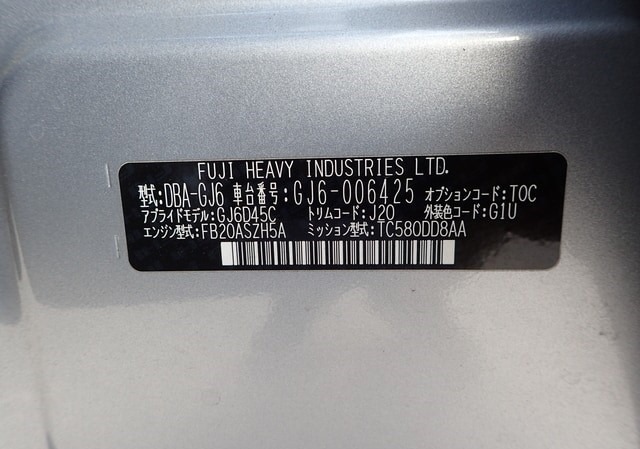 FUJI HEAVY INDUSTRIES LTD.
型式:DBA-GJ6 車台番号:GJ6-006425 オプションコード:TOC
アプライドモデル:GJ6D45C トリムコード:J20 外装色コード:G1U
エンジン型式:FB20ASZH5A ミッション型式:TC580DD8AA